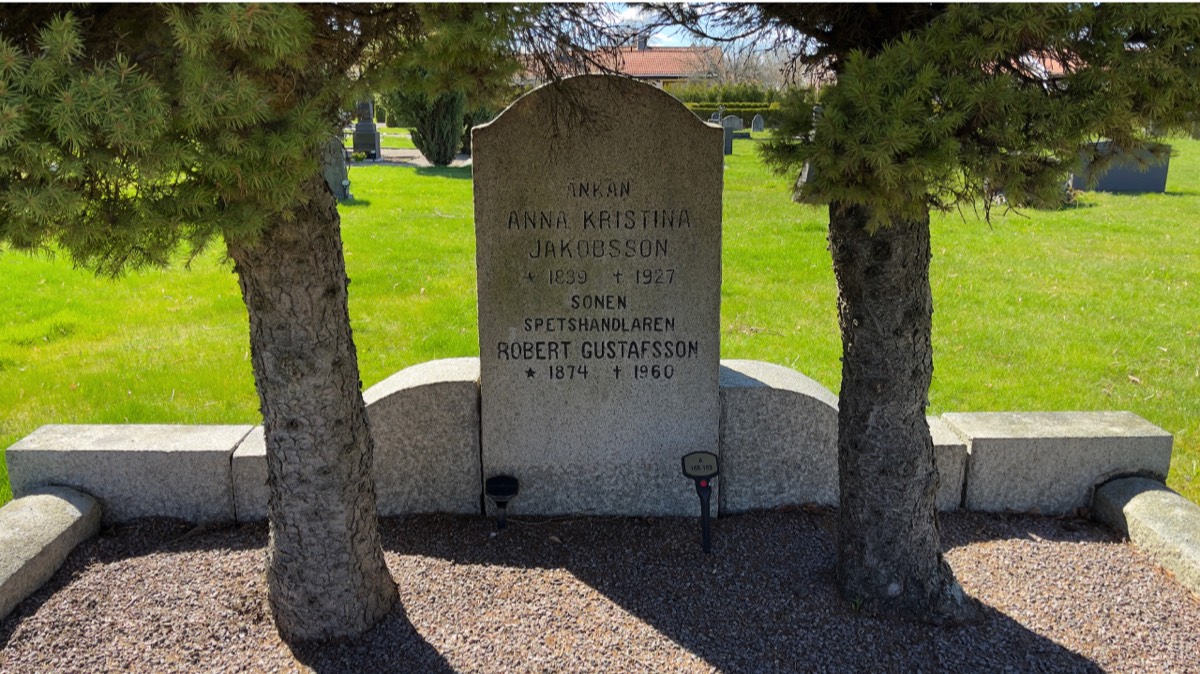 ÄNKAN
ANNA KRISTINA
JAKOBSSON
★ 1839 ✝ 1927
SONEN
SPETSHANDLAREN
ROBERT GUSTAFSSON
★ 1874 ✝ 1960
A